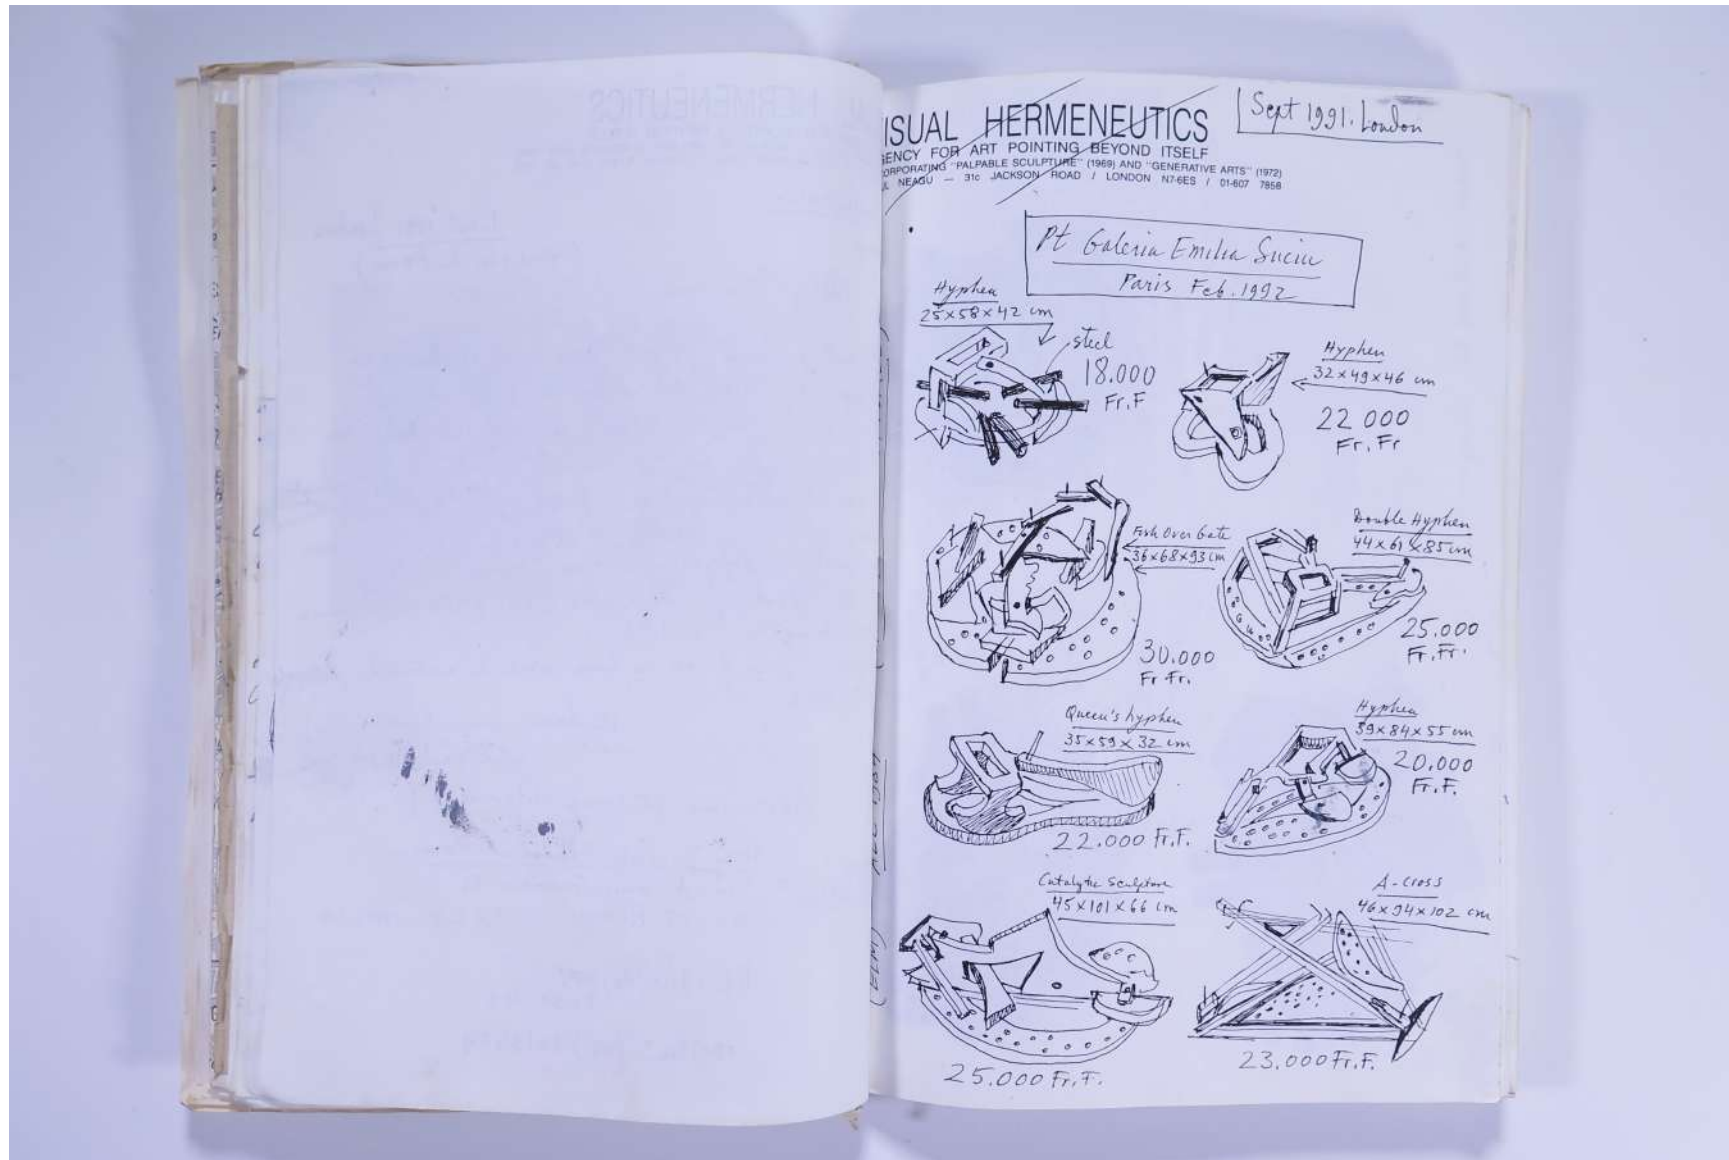 ISUAL HERMENEUTICS
Sept 1991. London
GENCY FOR ART POINTING BEYOND ITSELF
ORPORATING "PALPABLE SCULPTURE" (1969) AND "GENERATIVE ARTS" (1972)
UL NEAGU — 31c JACKSON ROAD / LONDON N7-6ES / 01-607 7858
Pt Galeria Emilia Suciu
Paris Feb. 1992
Hyphen
25x58x42 cm
steel
18.000
Fr.F
Hyphen
32x49x46 cm
22 000
Fr.Fr
Fish Over Gate
36x68x93 cm
30.000
Fr.Fr.
Double Hyphen
44x61x85 cm
25.000
Fr.Fr.
Queen's hyphen
35x59x32 cm
22.000 Fr.F.
Hyphen
39x84x55 cm
20.000
Fr.F.
Catalytic Sculpture
45x101x66 cm
25.000 Fr.F.
A-cross
46x94x102 cm
23.000 Fr.F.